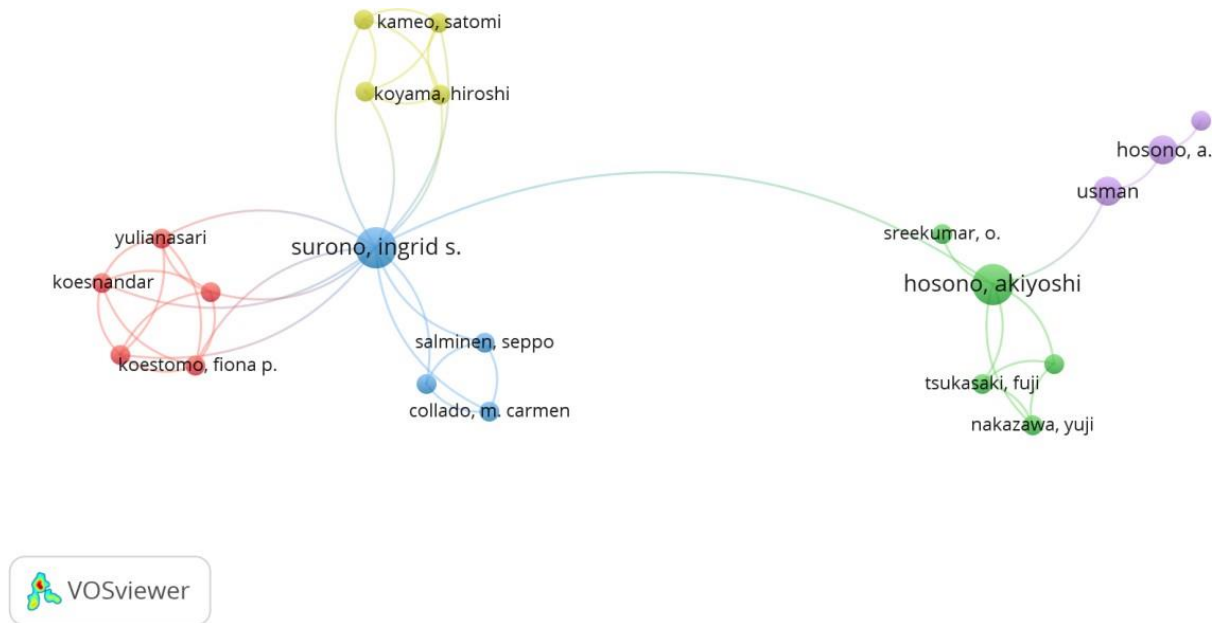 kameo, satomi
koyama, hiroshi
hosono, a.
usman
yulianasari
sreekumar, o.
surono, ingrid s.
koesnandar
hosono, akiyoshi
salminen, seppo
koestomo, fiona p.
tsukasaki, fuji
collado, m. carmen
nakazawa, yuji
VOSviewer